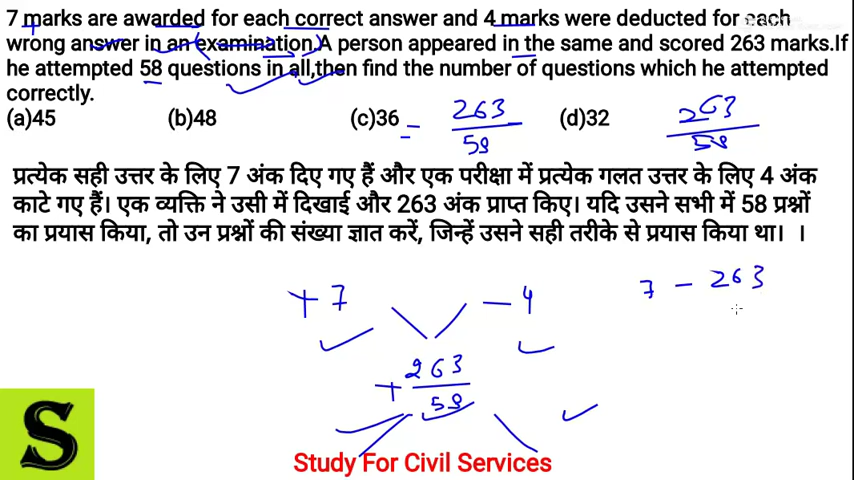 7 marks are awarded for each correct answer and 4 marks were deducted for each
wrong answer in an (examination,)A person appeared in the same and scored 263 marks.If
he attempted 58 questions in all,then find the number of questions which he attempted
correctly.
(a)45 (b)48 (c)36 = 263/58 (d)32 263/58
प्रत्येक सही उत्तर के लिए 7 अंक दिए गए हैं और एक परीक्षा में प्रत्येक गलत उत्तर के लिए 4 अंक
काटे गए हैं। एक व्यक्ति ने उसी में दिखाई और 263 अंक प्राप्त किए। यदि उसने सभी में 58 प्रश्नों
का प्रयास किया, तो उन प्रश्नों की संख्या ज्ञात करें, जिन्हें उसने सही तरीके से प्रयास किया था। ।
+7 -4 7 - 263
+263/58
S
Study For Civil Services